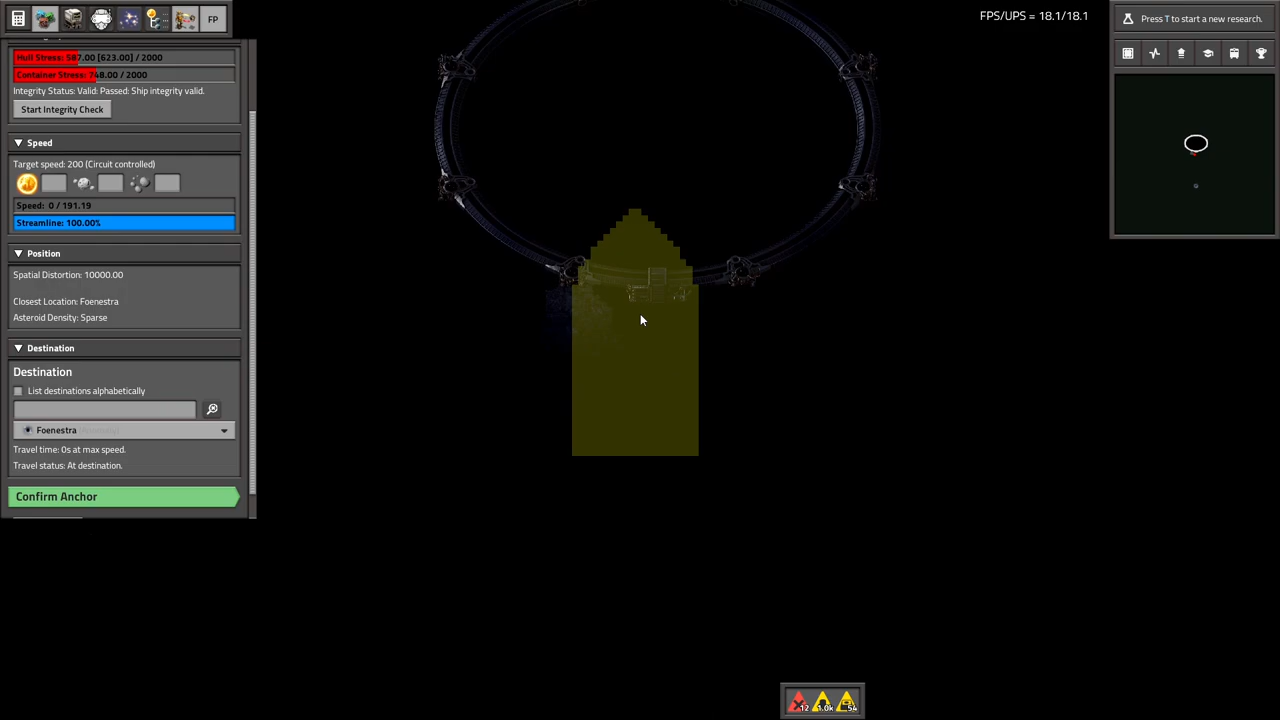 FP
FPS/UPS = 18.1/18.1
Press T to start a new research.
Hull Stress: 587.00 [623.00] / 2000
Container Stress: 748.00 / 2000
Integrity Status: Valid: Passed: Ship integrity valid.
Start Integrity Check
Speed
Target speed: 200 (Circuit controlled)
Speed: 0 / 191.19
Streamline: 100.00%
Position
Spatial Distortion: 10000.00
Closest Location: Foenestra
Asteroid Density: Sparse
Destination
Destination
List destinations alphabetically
Foenestra
Travel time: 0s at max speed.
Travel status: At destination.
Confirm Anchor
12 1.0k 54